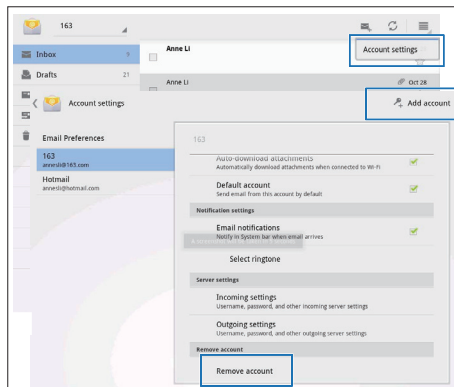 163
Inbox 9
Anne Li
Account settings
Drafts 21
Anne Li
Oct 28
Account settings
Add account
Email Preferences
163
163
annesli@163.com
Auto-download attachments
Automatically download attachments when connected to Wi-Fi
Hotmail
annesli@hotmail.com
Default account
Send email from this account by default
Notification settings
Email notifications
Notify in System bar when email arrives
Select ringtone
Server settings
Incoming settings
Username, password, and other incoming server settings
Outgoing settings
Username, password, and other outgoing server settings
Remove account
Remove account